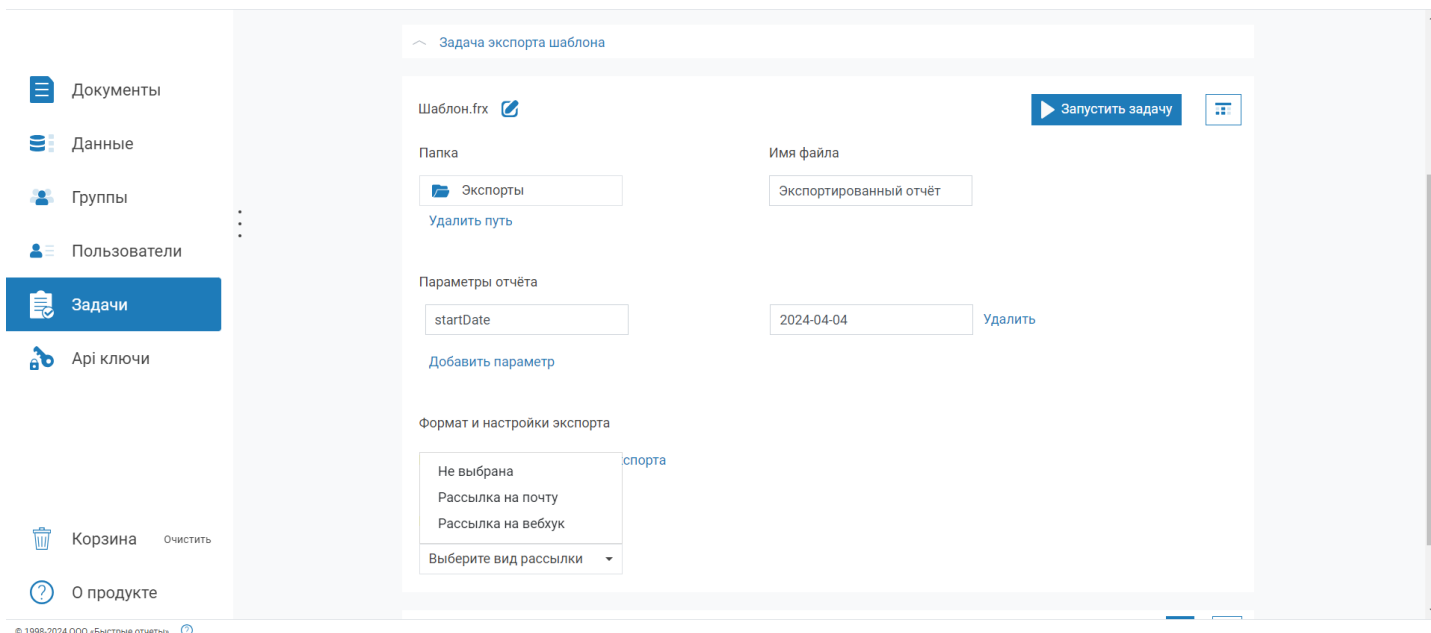 Задача экспорта шаблона
Документы
Данные
Группы
Пользователи
Задачи
Api ключи
Корзина Очистить
О продукте
Шаблон.frx
Запустить задачу
Папка
Имя файла
Экспорты
Экспортированный отчёт
Удалить путь
Параметры отчёта
startDate
2024-04-04
Удалить
Добавить параметр
Формат и настройки экспорта
спорта
Не выбрана
Рассылка на почту
Рассылка на вебхук
Выберите вид рассылки
© 1998-2024 ООО «Быстрые отчеты»